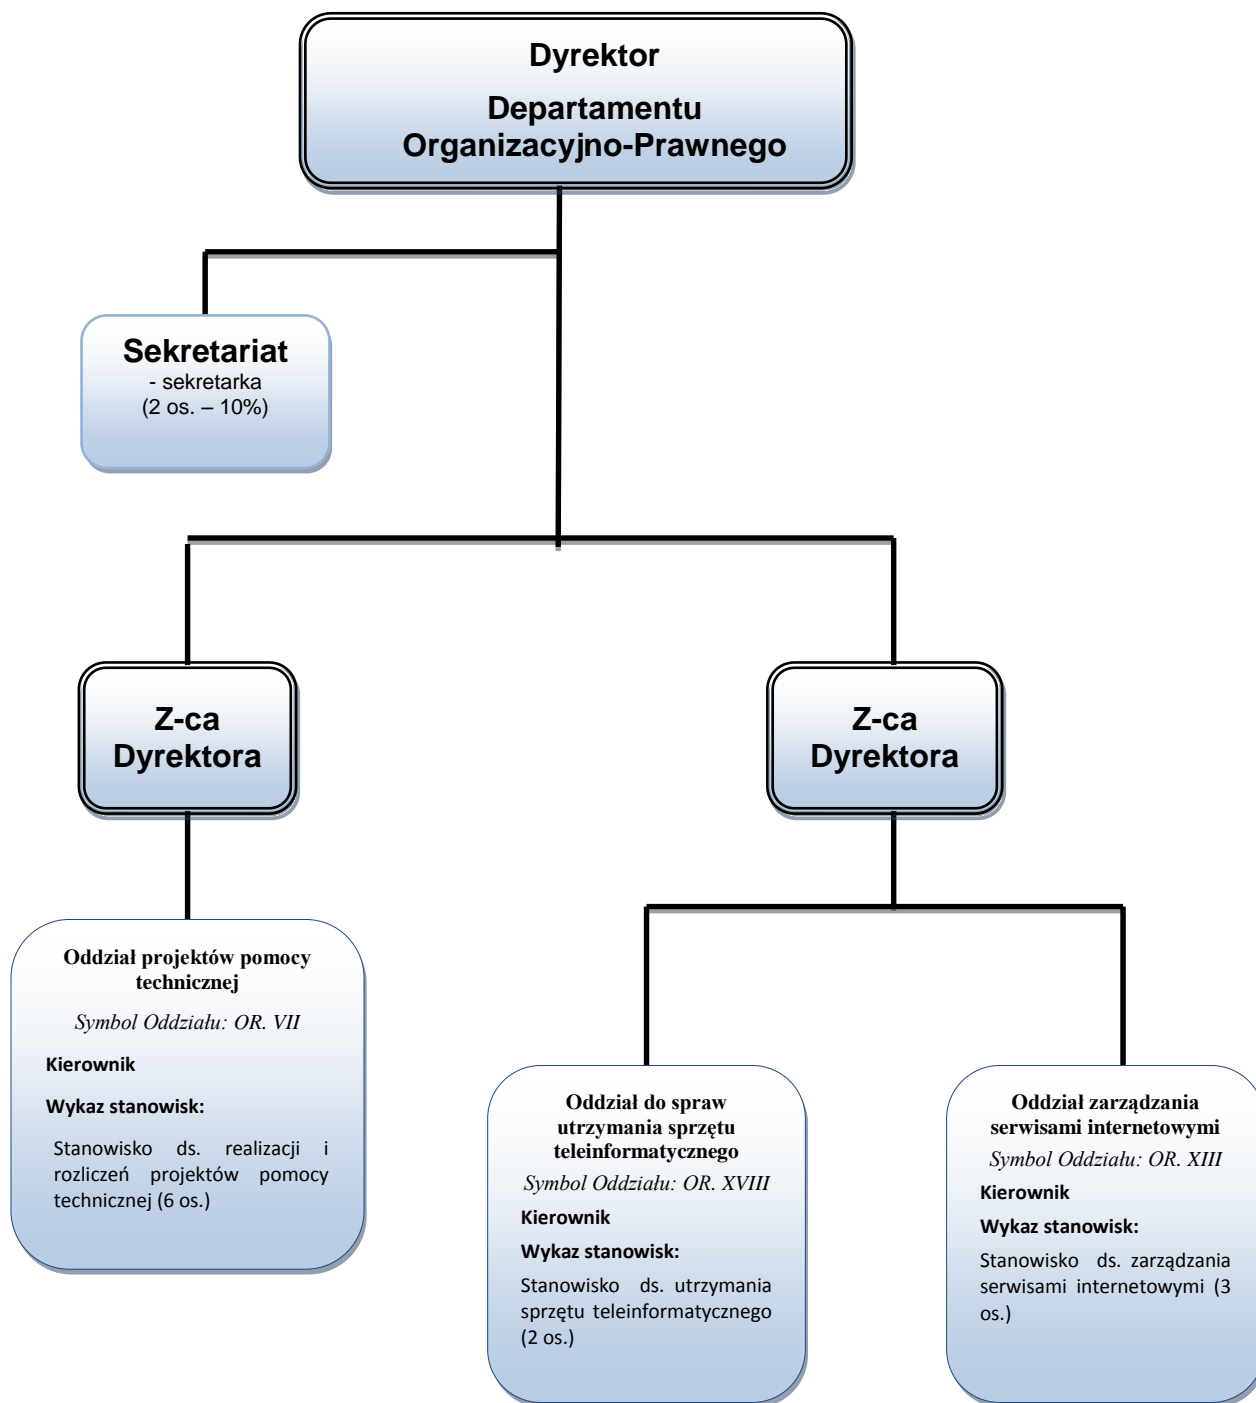 Dyrektor
Departamentu
Organizacyjno-Prawnego
Sekretariat
- sekretarka
(2 os. – 10%)
Z-ca
Dyrektora
Z-ca
Dyrektora
Oddział projektów pomocy
technicznej
Symbol Oddziału: OR. VII
Kierownik
Wykaz stanowisk:
Stanowisko ds. realizacji i
rozliczeń projektów pomocy
technicznej (6 os.)
Oddział do spraw
utrzymania sprzętu
teleinformatycznego
Symbol Oddziału: OR. XVIII
Kierownik
Wykaz stanowisk:
Stanowisko ds. utrzymania
sprzętu teleinformatycznego
(2 os.)
Oddział zarządzania
serwisami internetowymi
Symbol Oddziału: OR. XIII
Kierownik
Wykaz stanowisk:
Stanowisko ds. zarządzania
serwisami internetowymi (3
os.)